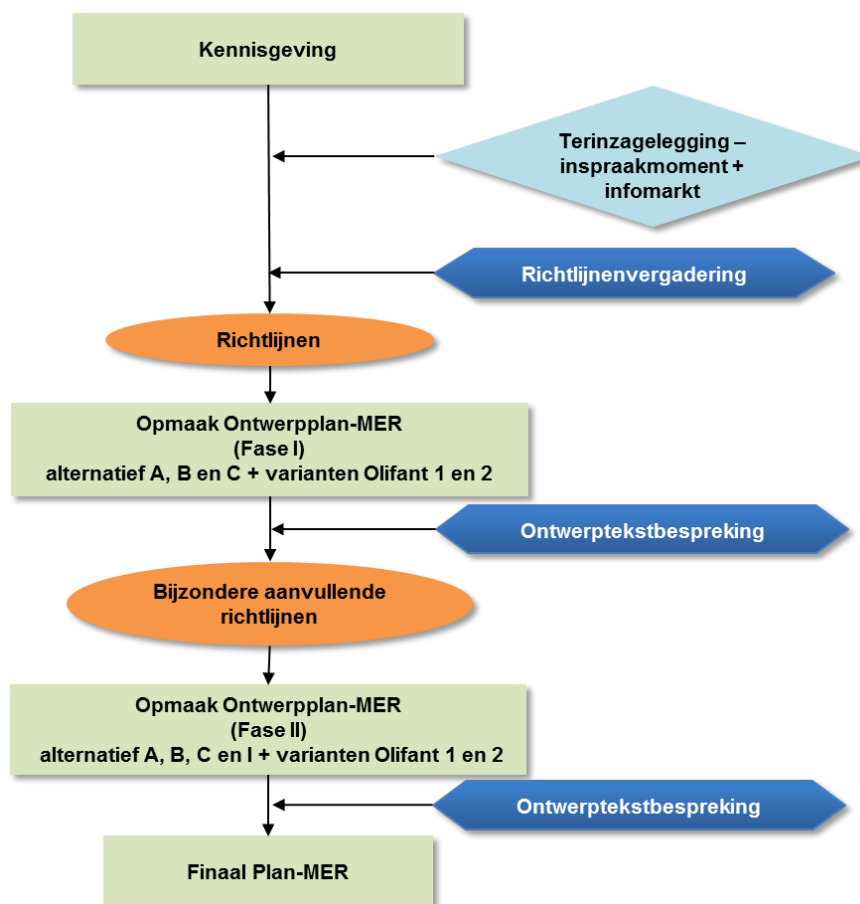 Kennisgeving
Terinzagelegging –
inspraakmoment +
infomarkt
Richtlijnenvergadering
Richtlijnen
Opmaak Ontwerpplan-MER
(Fase I)
alternatief A, B en C + varianten Olifant 1 en 2
Ontwerptekstbespreking
Bijzondere aanvullende
richtlijnen
Opmaak Ontwerpplan-MER
(Fase II)
alternatief A, B, C en I + varianten Olifant 1 en 2
Ontwerptekstbespreking
Finaal Plan-MER